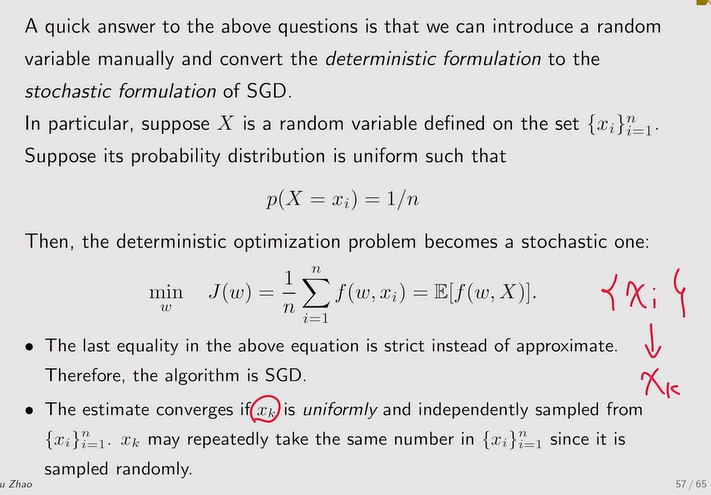 A quick answer to the above questions is that we can introduce a random
variable manually and convert the deterministic formulation to the
stochastic formulation of SGD.
In particular, suppose X is a random variable defined on the set {x_i}_{i=1}^n.
Suppose its probability distribution is uniform such that
p(X = x_i) = 1/n
Then, the deterministic optimization problem becomes a stochastic one:
min_w J(w) = \frac{1}{n} \sum_{i=1}^{n} f(w, x_i) = 𝔼[f(w, X)].
{x_i}
↓
x_k
• The last equality in the above equation is strict instead of approximate.
Therefore, the algorithm is SGD.
• The estimate converges if x_k is uniformly and independently sampled from
{x_i}_{i=1}^n. x_k may repeatedly take the same number in {x_i}_{i=1}^n since it is
sampled randomly.
u Zhao
57 / 65